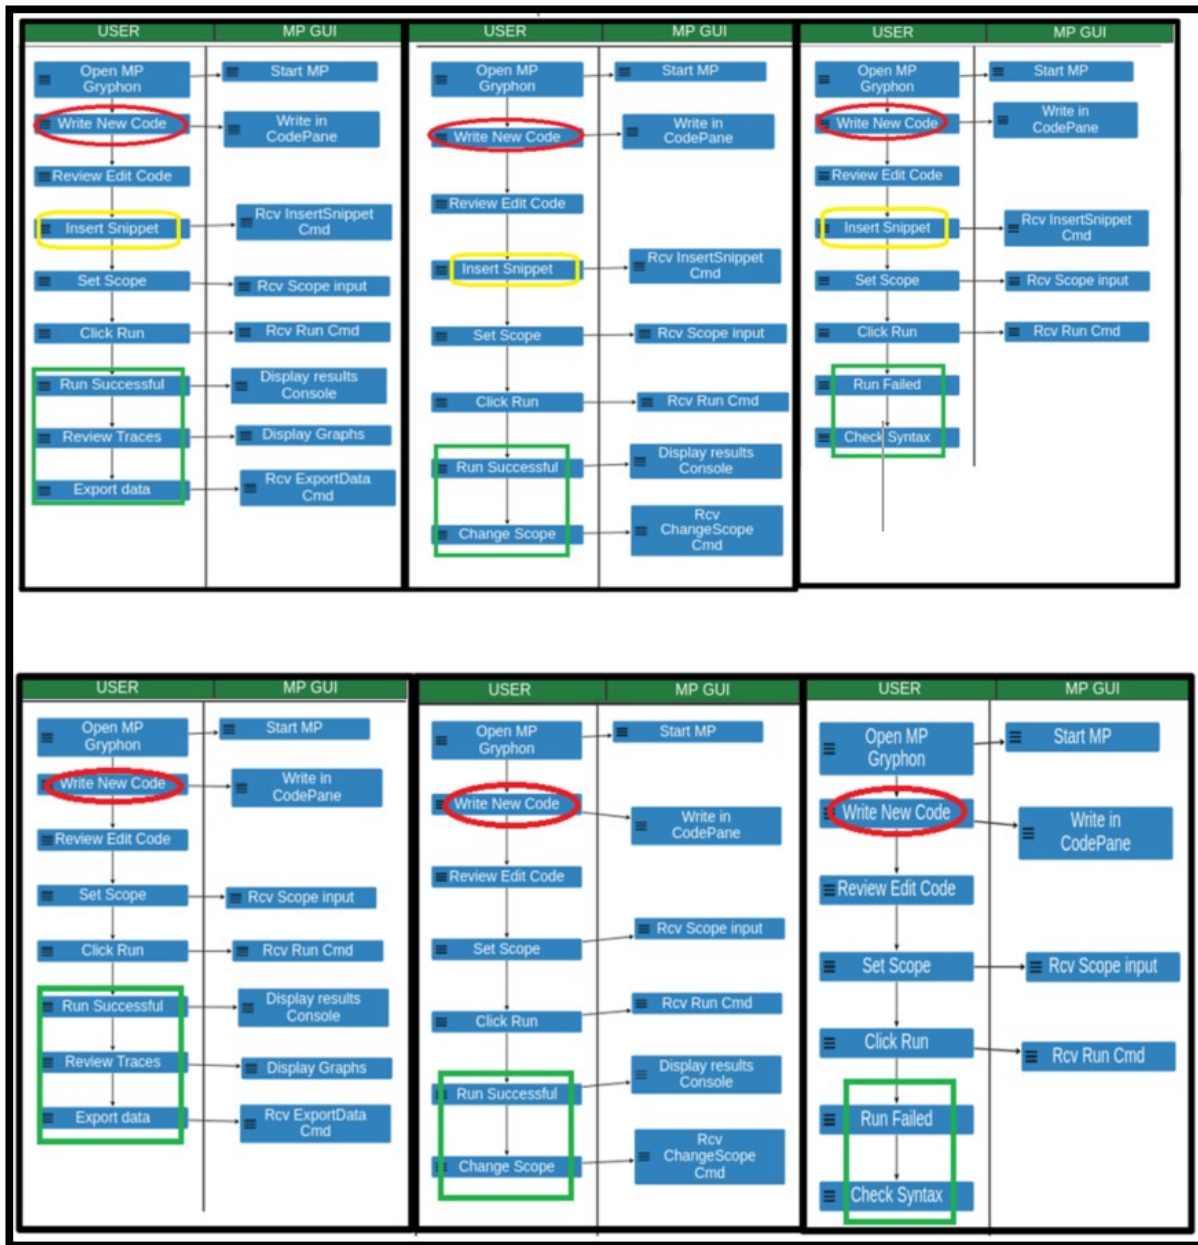 USER MP GUI
Open MP
Gryphon
Start MP
Write New Code
Write in
CodePane
Review Edit Code
Insert Snippet
Rcv InsertSnippet
Cmd
Set Scope
Rcv Scope input
Click Run
Rcv Run Cmd
Run Successful
Display results
Console
Review Traces
Display Graphs
Export data
Rcv ExportData
Cmd
USER MP GUI
Open MP
Gryphon
Start MP
Write New Code
Write in
CodePane
Review Edit Code
Insert Snippet
Rcv InsertSnippet
Cmd
Set Scope
Rcv Scope input
Click Run
Rcv Run Cmd
Run Successful
Display results
Console
Change Scope
Rcv
ChangeScope
Cmd
USER MP GUI
Open MP
Gryphon
Start MP
Write New Code
Write in
CodePane
Review Edit Code
Insert Snippet
Rcv InsertSnippet
Cmd
Set Scope
Rcv Scope input
Click Run
Rcv Run Cmd
Run Failed
Check Syntax
USER MP GUI
Open MP
Gryphon
Start MP
Write New Code
Write in
CodePane
Review Edit Code
Set Scope
Rcv Scope input
Click Run
Rcv Run Cmd
Run Successful
Display results
Console
Review Traces
Display Graphs
Export data
Rcv ExportData
Cmd
USER MP GUI
Open MP
Gryphon
Start MP
Write New Code
Write in
CodePane
Review Edit Code
Set Scope
Rcv Scope input
Click Run
Rcv Run Cmd
Run Successful
Display results
Console
Change Scope
Rcv
ChangeScope
Cmd
USER MP GUI
Open MP
Gryphon
Start MP
Write New Code
Write in
CodePane
Review Edit Code
Set Scope
Rcv Scope input
Click Run
Rcv Run Cmd
Run Failed
Check Syntax